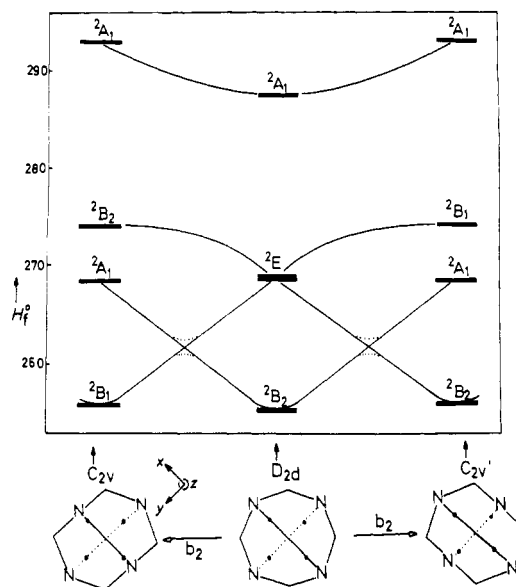 ²A₁ ²A₁
290 ²A₁
280
²B₂ ²B₁
270 ²A₁ ²E ²A₁
H°f
260
²B₁ ²B₂ ²B₂
C₂ᵥ D₂d C₂ᵥ'
x z y
N N N N N N
b₂ b₂
N N N N N N